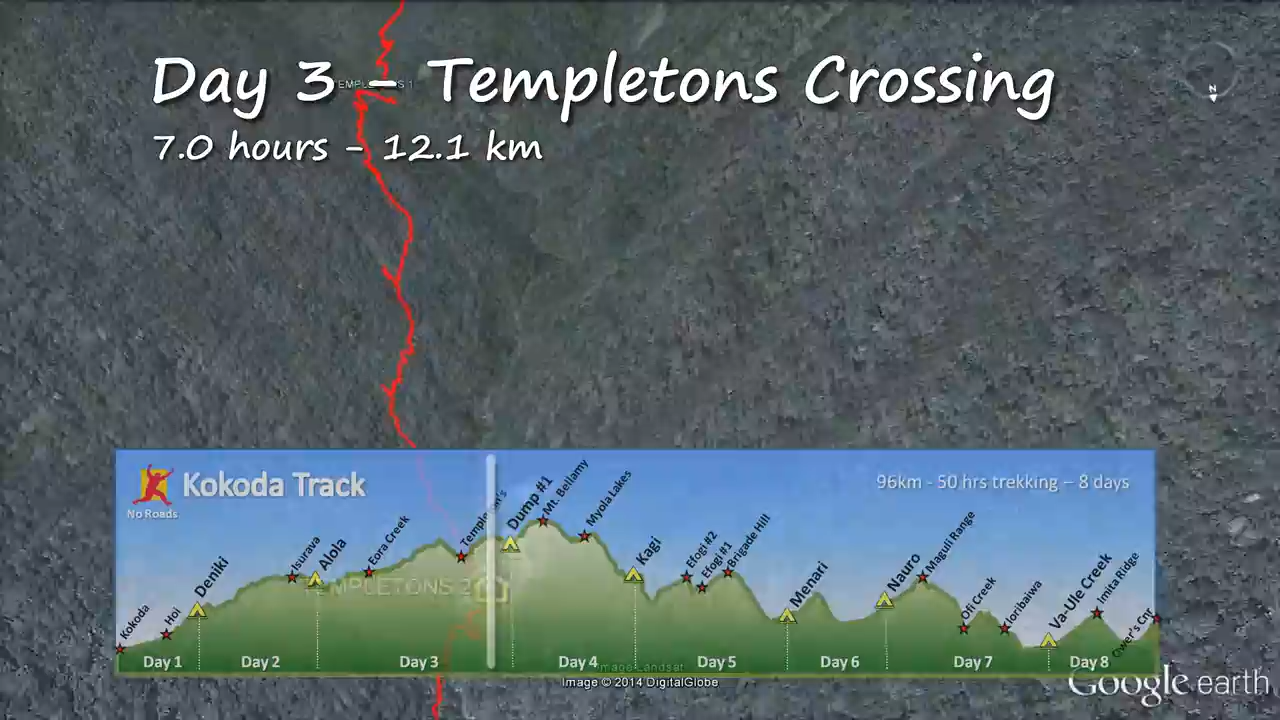 Day 3 - Templetons Crossing
7.0 hours - 12.1 km
N
Kokoda Track
No Roads
96km - 50 hrs trekking – 8 days
Kokoda
Hoi
Deniki
Isurava
Alola
Eora Creek
Dump #1
Mt. Bellamy
Myola Lakes
Kagi
Efogi #2
Efogi #1
Brigade Hill
Menari
Nauro
Maguli Range
Ofi Creek
Ioribaiwa
Va-Ule Creek
Imita Ridge
Ower's Cnr
TEMPLETONS 2
Day 1
Day 2
Day 3
Day 4
Day 5
Day 6
Day 7
Day 8
Image Landsat
Image © 2014 DigitalGlobe
Google earth